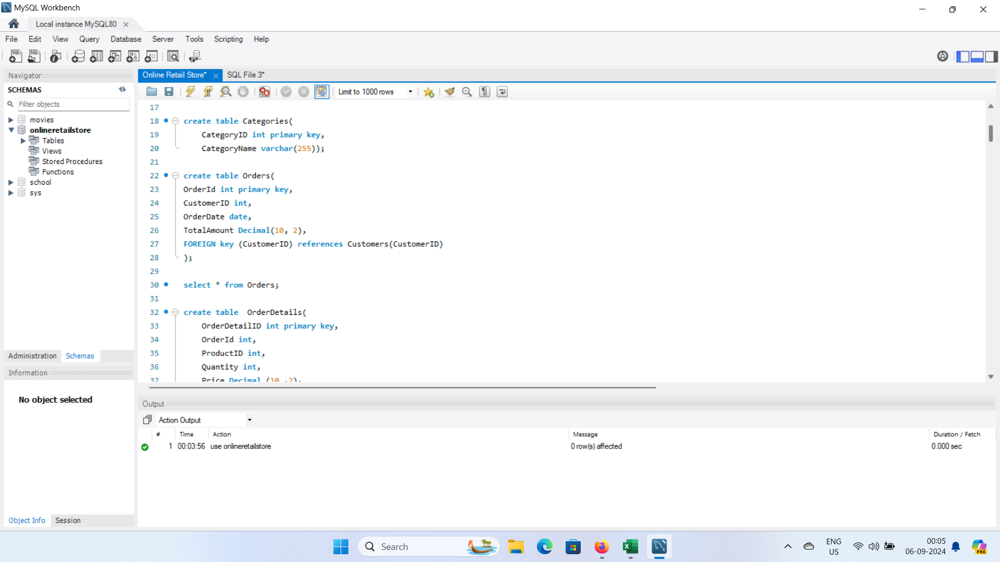 MySQL Workbench
Local instance MySQL80
File Edit View Query Database Server Tools Scripting Help
Navigator
SCHEMAS
Filter objects
movies
onlineretailstore
Tables
Views
Stored Procedures
Functions
school
sys
Administration Schemas
Information
No object selected
Object Info Session
Online Retail Store* SQL File 3*
Limit to 1000 rows
17
18 create table Categories(
19 CategoryID int primary key,
20 CategoryName varchar(255));
21
22 create table Orders(
23 OrderId int primary key,
24 CustomerID int,
25 OrderDate date,
26 TotalAmount Decimal(10, 2),
27 FOREIGN key (CustomerID) references Customers(CustomerID)
28 );
29
30 select * from Orders;
31
32 create table  OrderDetails(
33 OrderDetailID int primary key,
34 OrderId int,
35 ProductID int,
36 Quantity int,
37 Price Decimal (10 ,2),
Output
Action Output
# Time Action Message Duration / Fetch
1 00:03:56 use onlineretailstore 0 row(s) affected 0.000 sec
Search
ENG
US
00:05
06-09-2024
PRE